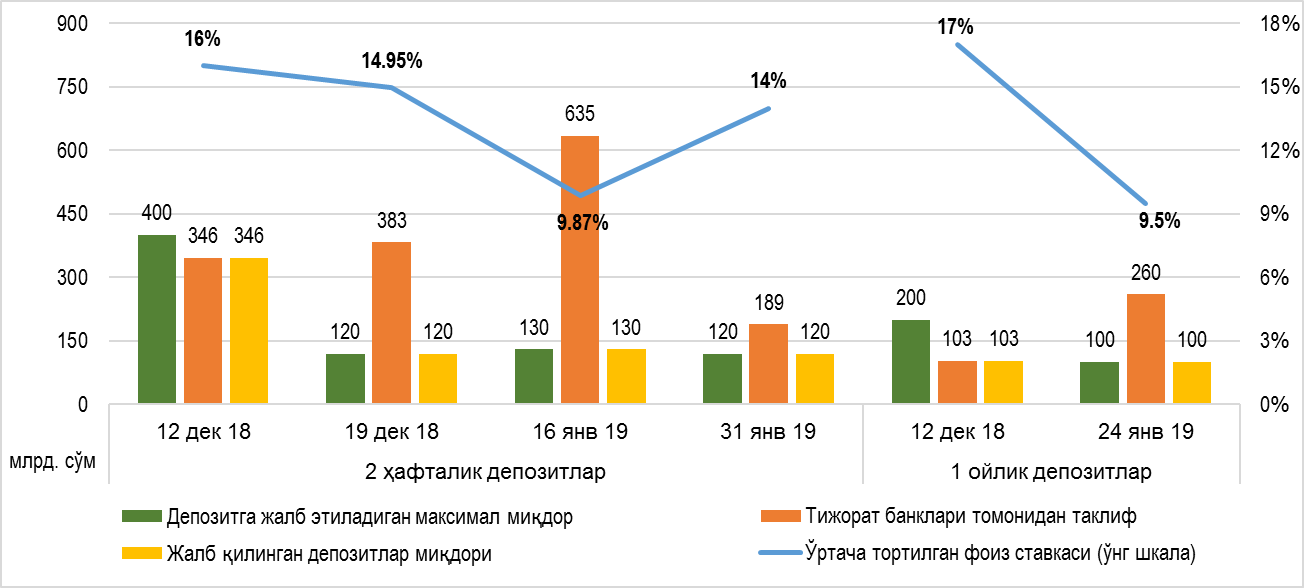 900 18%
16% 17%
14.95%
750 14% 15%
635
600 12%
9.87%
450 400 383 9% 9.5%
346 346
300 260 6%
189 200
150 120 120 130 130 120 120 103 103 100 100 3%
0 0%
12 дек 18 19 дек 18 16 янв 19 31 янв 19 12 дек 18 24 янв 19
млрд. сўм 2 ҳафталик депозитлар 1 ойлик депозитлар
Депозитга жалб этиладиган максимал миқдор Тижорат банклари томонидан таклиф
Жалб қилинган депозитлар миқдори Ўртача тортилган фоиз ставкаси (ўнг шкала)